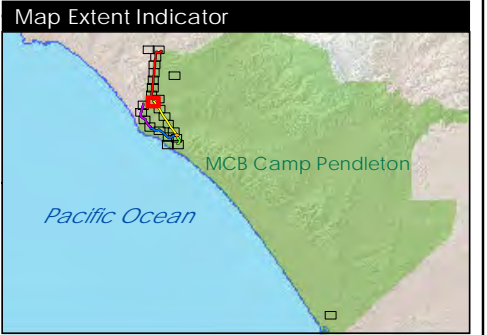 Map Extent Indicator
MCB Camp Pendleton
Pacific Ocean